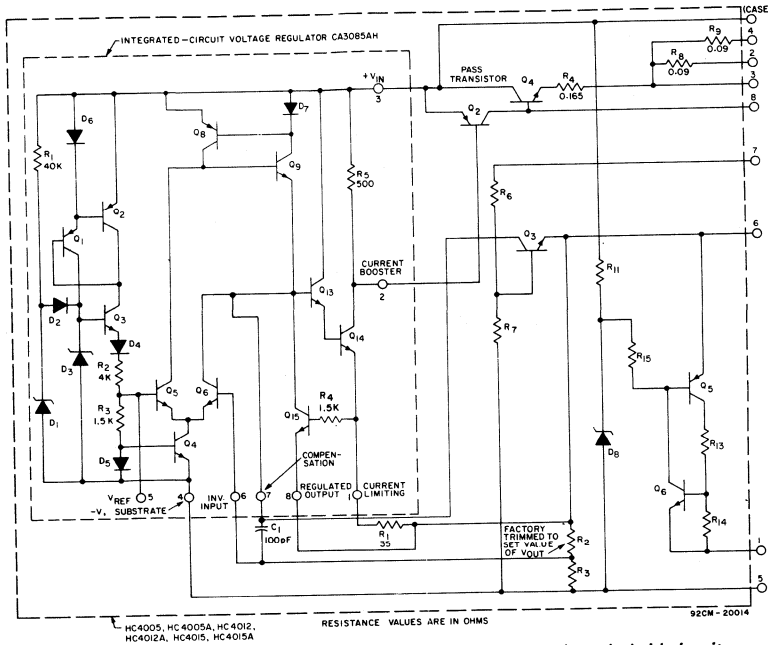 INTEGRATED-CIRCUIT VOLTAGE REGULATOR CA3085AH
(CASE
+VIN
3
PASS
TRANSISTOR
Q4
R4
0.165
R9
0.09
R8
0.09
4
2
3
8
7
6
D6
R1
40K
Q2
Q1
Q8
D7
Q9
R5
500
Q2
R6
Q3
CURRENT
BOOSTER
2
R11
D2
Q3
D4
D3
R2
4K
Q13
Q14
R7
R15
Q5
R3
1.5K
Q5
Q6
Q15
R4
1.5K
D1
D5
Q4
D8
R13
Q6
R14
COMPEN-
SATION
VREF 5
-V, SUBSTRATE
4
INV.
INPUT
6
7
REGULATED
OUTPUT
8
CURRENT
LIMITING
1
C1
100pF
R1
35
FACTORY
TRIMMED TO
SET VALUE
OF VOUT
R2
R3
1
5
HC4005, HC4005A, HC4012,
HC4012A, HC4015, HC4015A
RESISTANCE VALUES ARE IN OHMS
92CM-20014